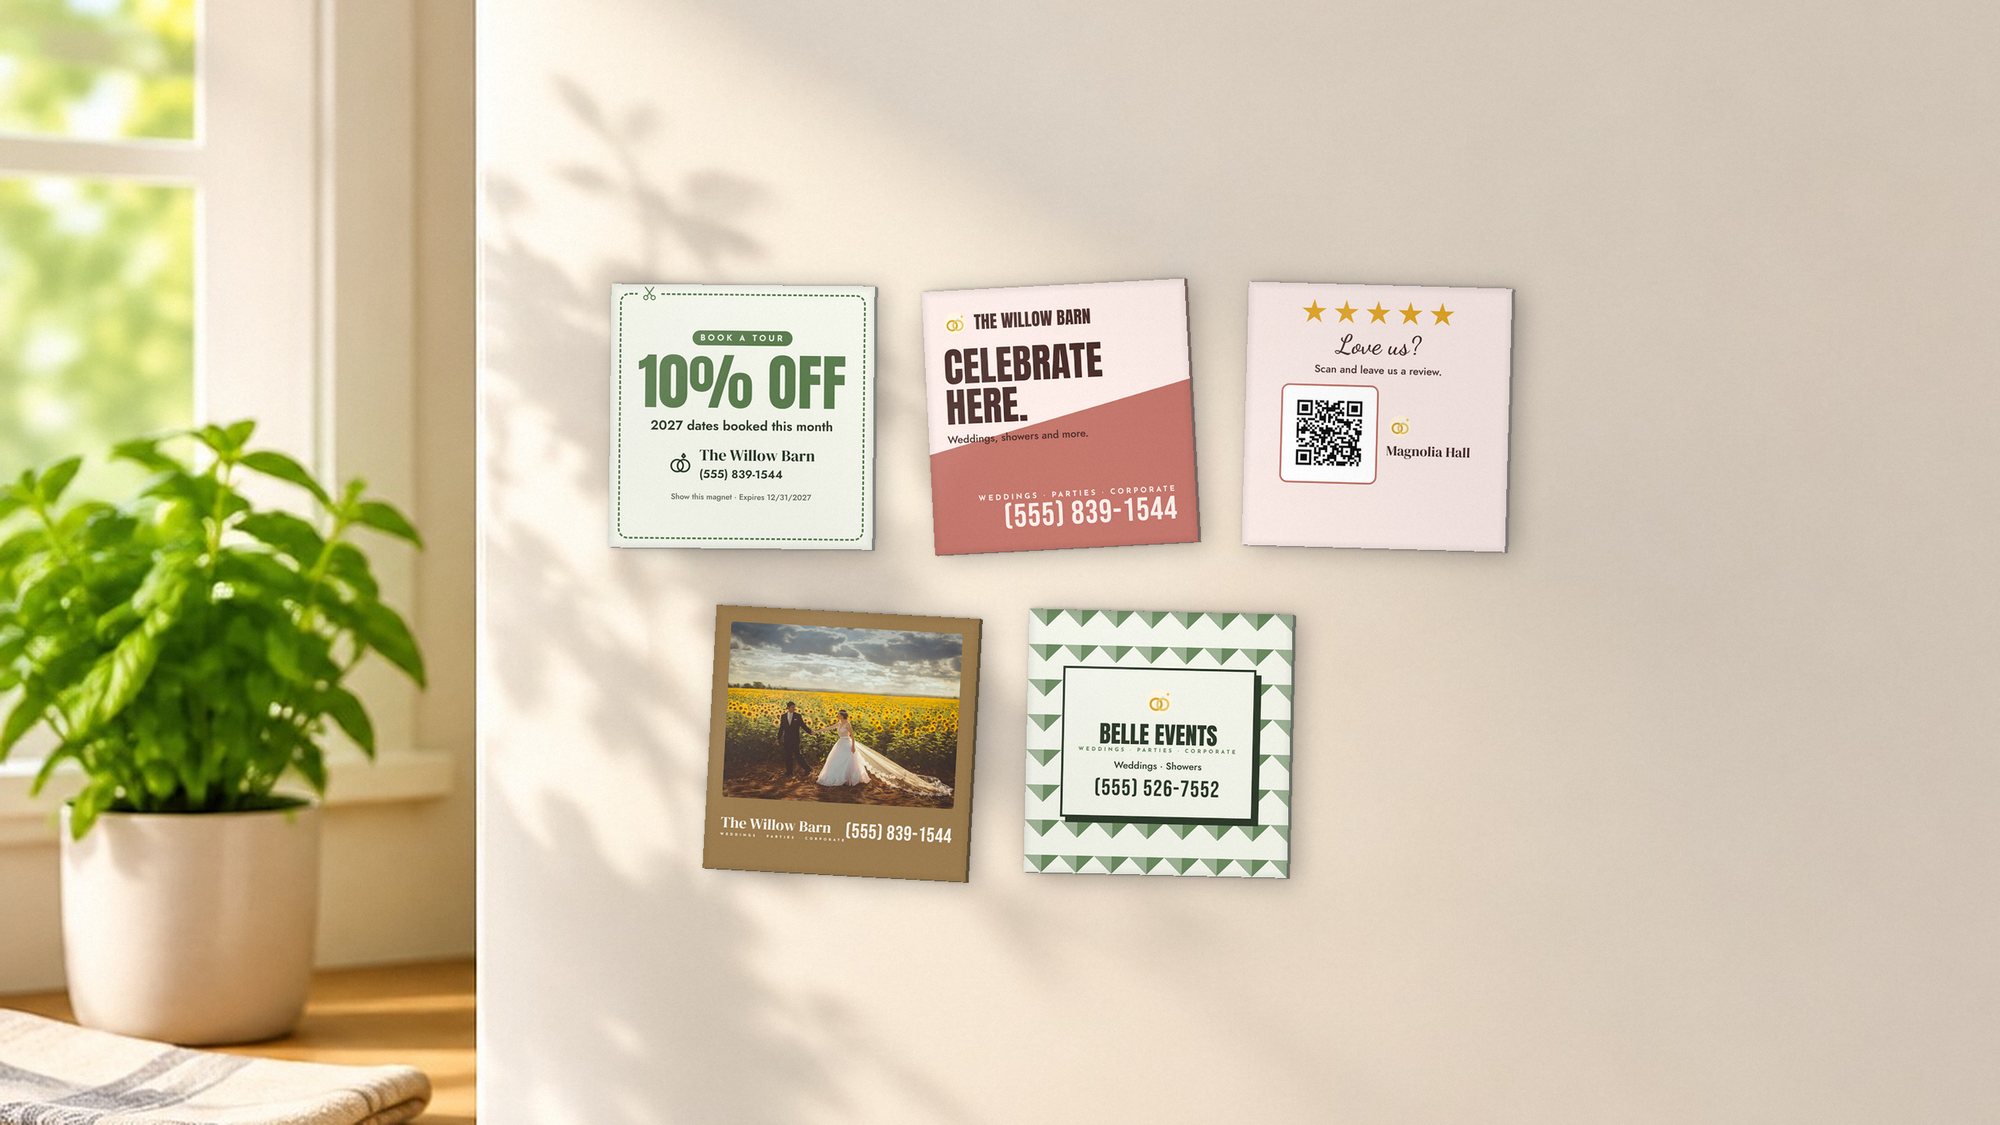 BOOK A TOUR
10% OFF
2027 dates booked this month
The Willow Barn
(555) 839-1544
Show this magnet · Expires 12/31/2027
THE WILLOW BARN
CELEBRATE
HERE.
Weddings, showers and more.
WEDDINGS · PARTIES · CORPORATE
(555) 839-1544
Love us?
Scan and leave us a review.
Magnolia Hall
The Willow Barn
WEDDINGS · PARTIES · CORPORATE
(555) 839-1544
BELLE EVENTS
WEDDINGS · PARTIES · CORPORATE
Weddings · Showers
(555) 526-7552